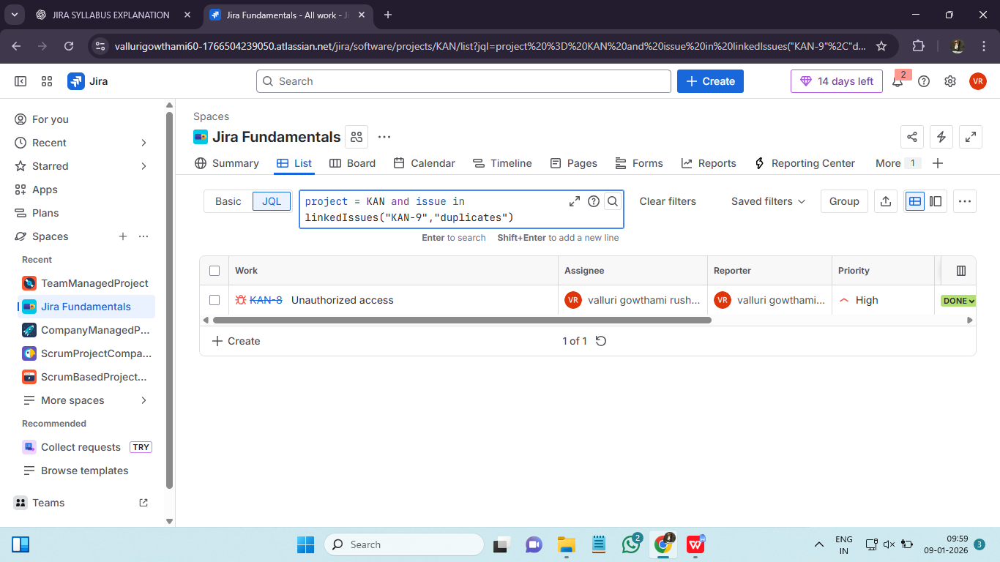 JIRA SYLLABUS EXPLANATION
Jira Fundamentals - All work - Ji
vallurigowthami60-1766504239050.atlassian.net/jira/software/projects/KAN/list?jql=project%20%3D%20KAN%20and%20issue%20in%20linkedIssues("KAN-9"%2C"d...
Jira
Search
Create
14 days left
2
VR
For you
Recent
Starred
Apps
Plans
Spaces
Recent
TeamManagedProject
Jira Fundamentals
CompanyManagedP...
ScrumProjectCompa...
ScrumBasedProject...
More spaces
Recommended
Collect requests TRY
Browse templates
Teams
Spaces
Jira Fundamentals
Summary List Board Calendar Timeline Pages Forms Reports Reporting Center More 1
Basic JQL
project = KAN and issue in
linkedIssues("KAN-9","duplicates")
Clear filters Saved filters Group
Enter to search Shift+Enter to add a new line
Work Assignee Reporter Priority
KAN-8 Unauthorized access VR valluri gowthami rush... VR valluri gowthami... High DONE
Create 1 of 1
Search
2
ENG
IN
09:59
09-01-2026
3